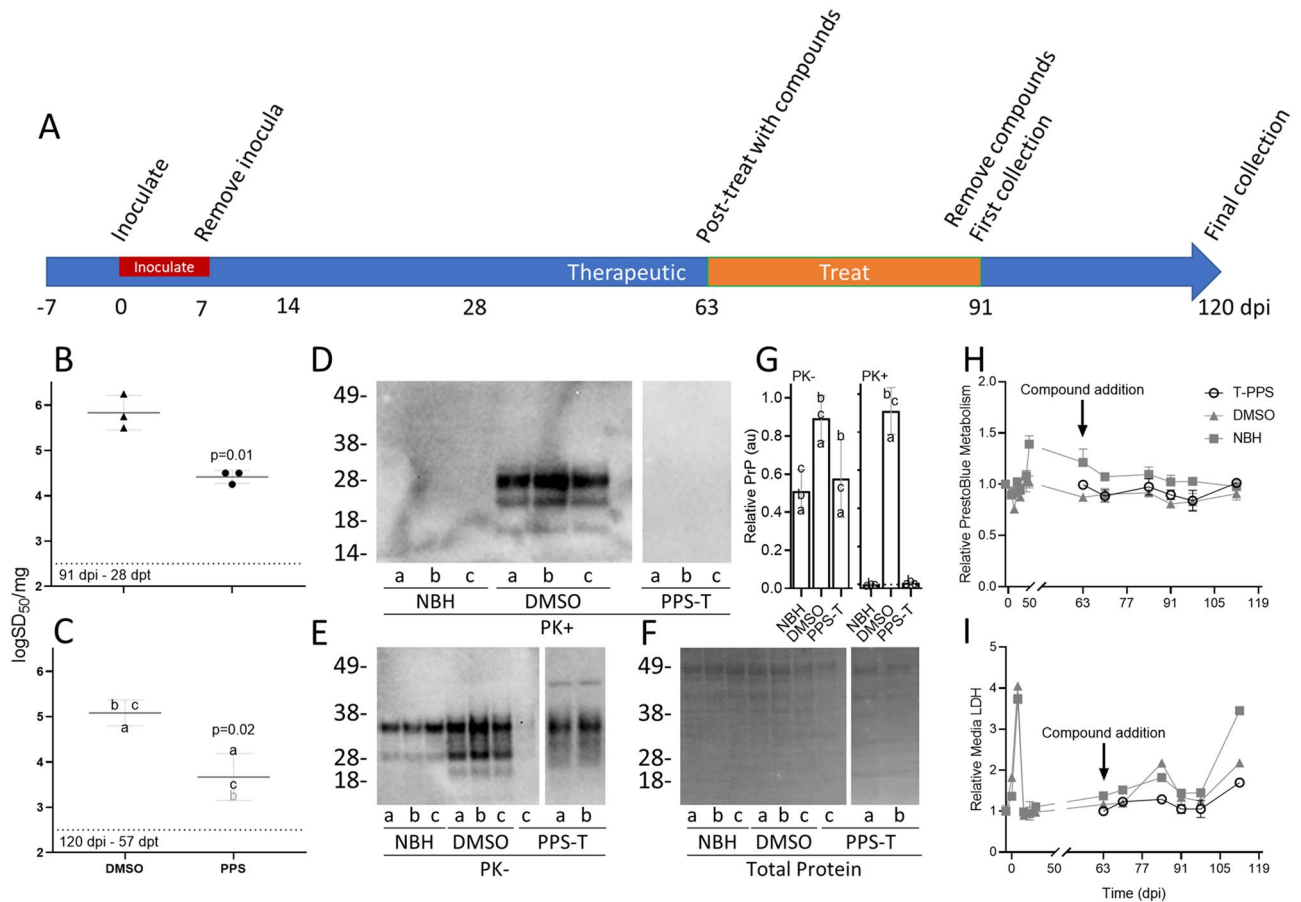 A
Inoculate
Remove inocula
Post-treat with compounds
Remove compounds
First collection
Final collection
Inoculate
Therapeutic
Treat
-7 0 7 14 28 63 91 120 dpi
B
6
5
4
3
2
p=0.01
91 dpi - 28 dpt
logSD50/mg
C
6
5
4
3
2
b c
a
p=0.02
a
c
b
120 dpi - 57 dpt
DMSO PPS
D
49-
38-
28-
18-
14-
a b c a b c a b c
NBH DMSO PPS-T
PK+
E
49-
38-
28-
18-
a b c a b c c a b
NBH DMSO PPS-T
PK-
F
49-
38-
28-
18-
a b c a b c c a b
NBH DMSO PPS-T
Total Protein
G
PK- PK+
Relative PrP (au)
1.0
0.8
0.6
0.4
0.2
0.0
c
b
a
b
c
a
b
c
a
b
c
a
NBH DMSO PPS-T NBH DMSO PPS-T
H
Relative PrestoBlue Metabolism
2.0
1.5
1.0
0.5
0.0
Compound addition
T-PPS
DMSO
NBH
0 50 63 77 91 105 119
I
Relative Media LDH
5
4
3
2
1
0
Compound addition
0 50 63 77 91 105 119
Time (dpi)